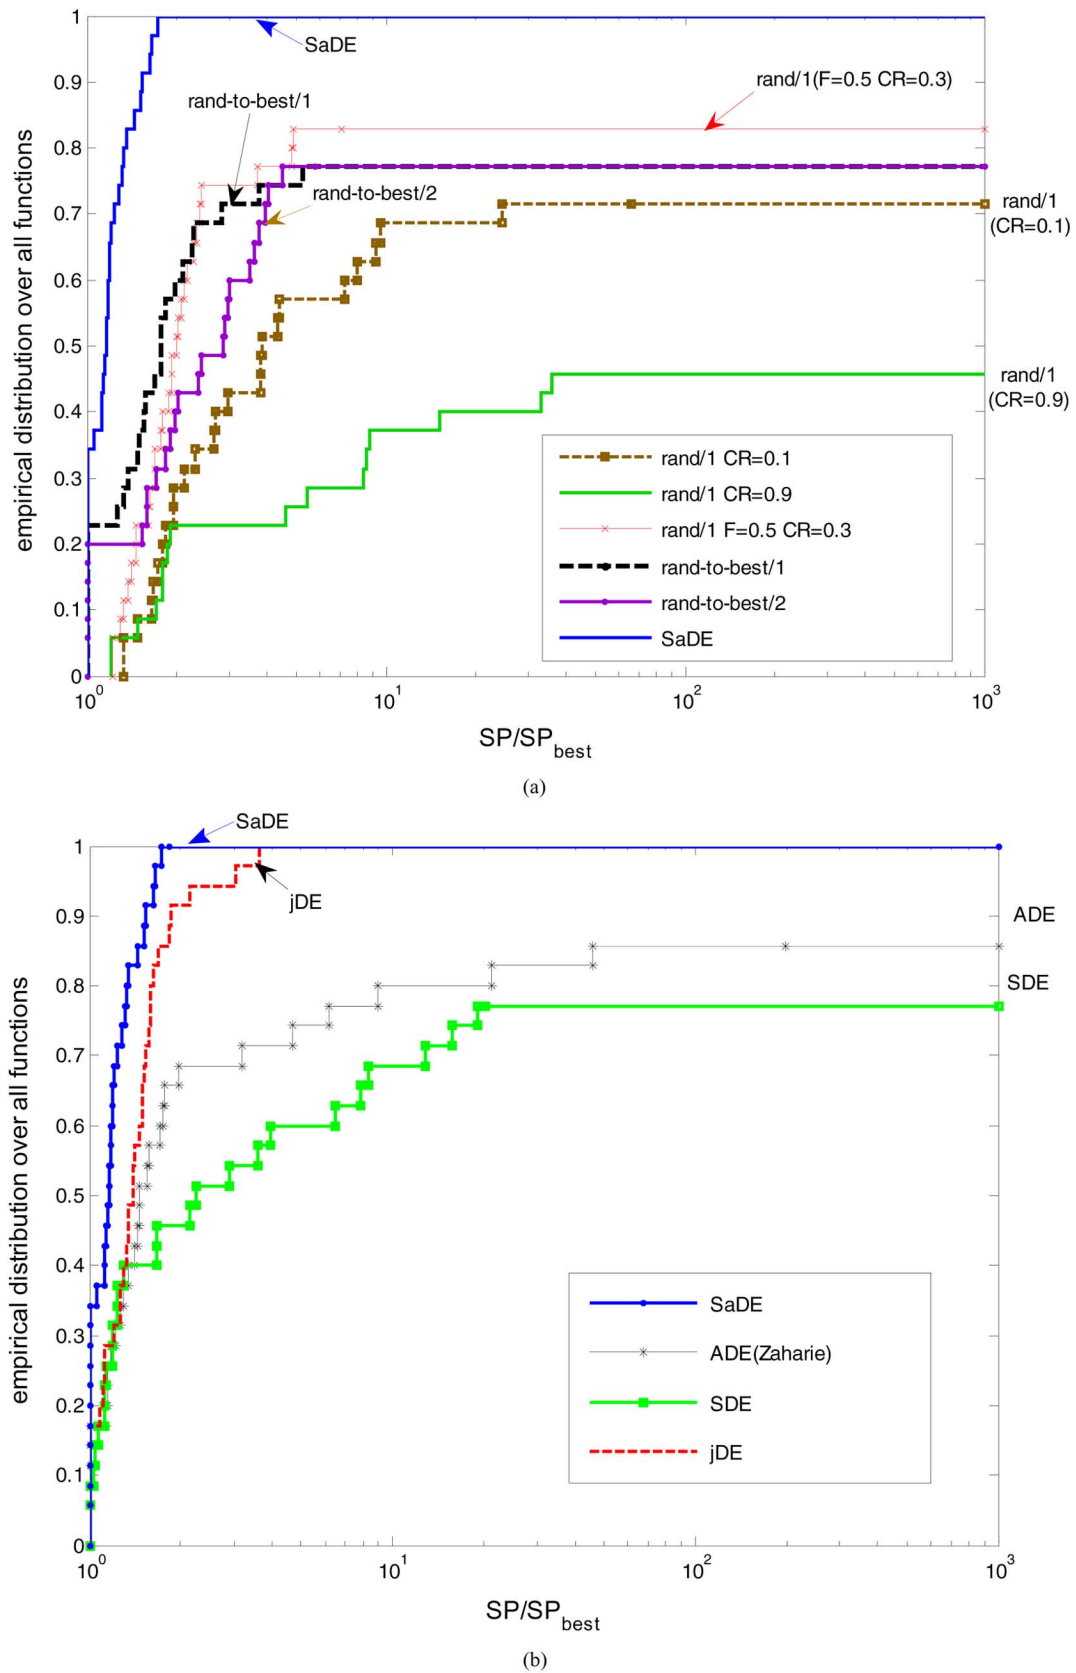 1
0.9
0.8
0.7
0.6
0.5
0.4
0.3
0.2
0.1
0
empirical distribution over all functions
SaDE
rand-to-best/1
rand/1(F=0.5 CR=0.3)
rand-to-best/2
rand/1
(CR=0.1)
rand/1
(CR=0.9)
rand/1 CR=0.1
rand/1 CR=0.9
rand/1 F=0.5 CR=0.3
rand-to-best/1
rand-to-best/2
SaDE
10^0 10^1 10^2 10^3
SP/SP_best
(a)
SaDE
1
0.9
0.8
0.7
0.6
0.5
0.4
0.3
0.2
0.1
0
empirical distribution over all functions
jDE
ADE
SDE
SaDE
ADE(Zaharie)
SDE
jDE
10^0 10^1 10^2 10^3
SP/SP_best
(b)